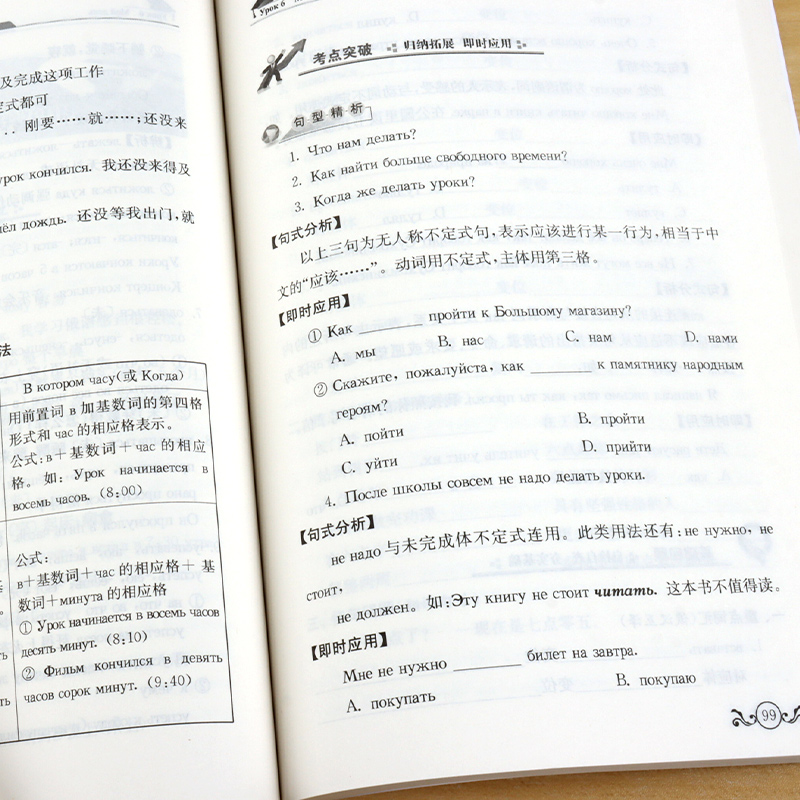 及完成这项工作
定式都可
..刚要……就……;还没来
урок кончился. 我还没来得及
дождь. 还没等我出门,就
法
В котором часу(或 Когда)
用前置词 в 加基数词的第四格
形式和 час 的相应格表示。
公式:в+基数词+час 的相应
格。如: Урок начинается в
восемь часов. (8:00)
公式:
в+基数词+час 的相应格+ 基
数词+минута 的相应格
① Урок начинается в восемь часов
десять минут. (8:10)
② Фильм кончился в девять
часов сорок минут. (9:40)
Урок 6
考点突破 归纳拓展 即时应用
句型精析
1. Что нам делать?
2. Как найти больше свободного времени?
3. Когда же делать уроки?
【句式分析】
以上三句为无人称不定式句,表示应该进行某一行为,相当于中
文的“应该……”。动词用不定式,主体用第三格。
【即时应用】
① Как ________ пройти к Большому магазину?
A. мы B. нас C. нам D. нами
② Скажите, пожалуйста, как ________ к памятнику народным
героям?
A. пойти B. пройти
C. уйти D. прийти
4. После школы совсем не надо делать уроки.
【句式分析】
не надо 与未完成体不定式连用。此类用法还有:не нужно, не
стоит,
не должен. 如:Эту книгу не стоит читать. 这本书不值得读。
【即时应用】
Мне не нужно ________ билет на завтра.
A. покупать B. покупаю
99